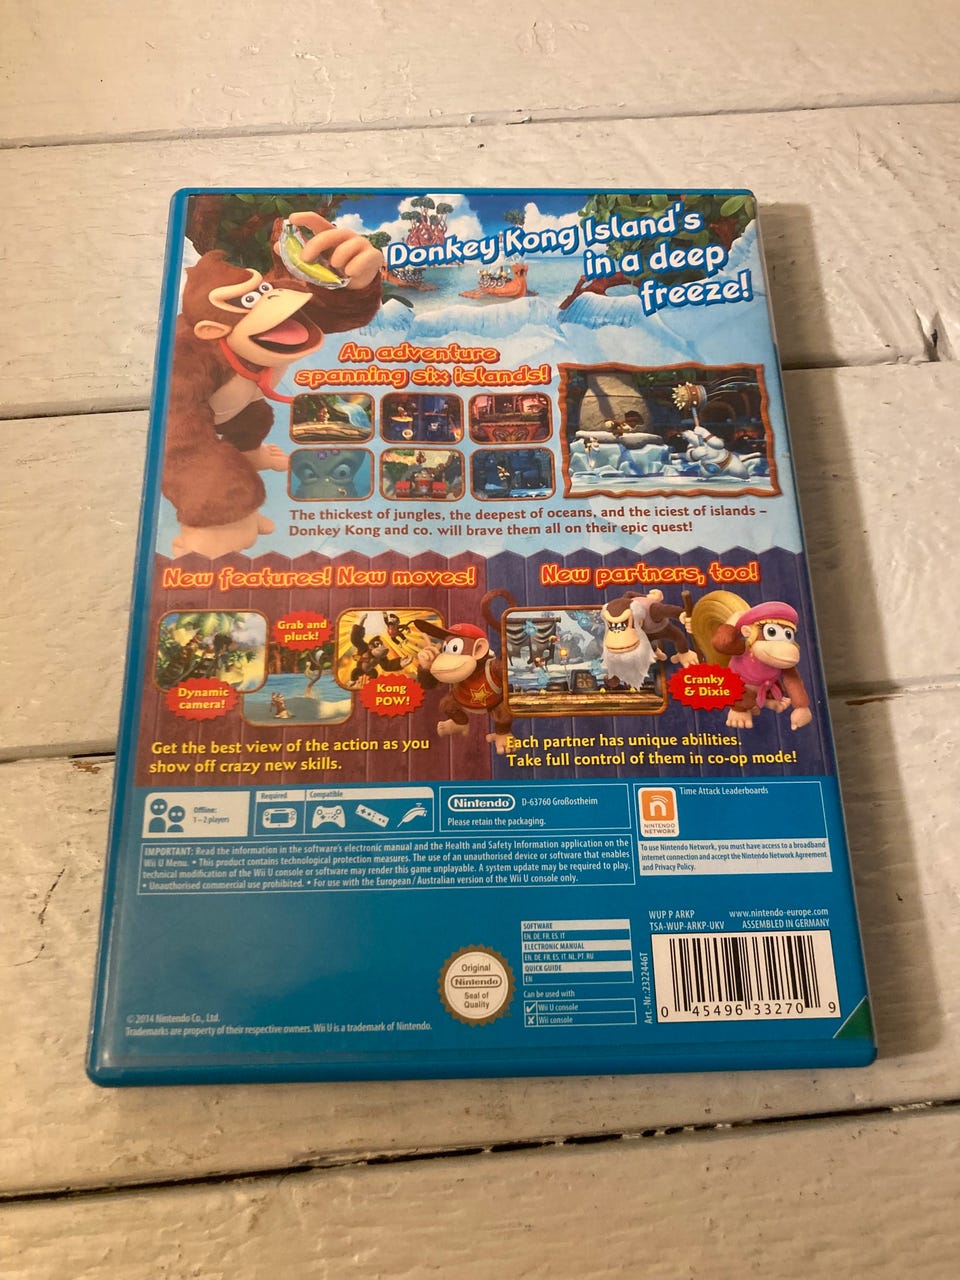 Donkey Kong Island's
in a deep
freeze!
An adventure
spanning six islands!
The thickest of jungles, the deepest of oceans, and the iciest of islands –
Donkey Kong and co. will brave them all on their epic quest!
New features! New moves!
New partners, too!
Grab and
pluck!
Dynamic
camera!
Kong
POW!
Cranky
& Dixie
Get the best view of the action as you
show off crazy new skills.
Each partner has unique abilities.
Take full control of them in co-op mode!
Offline:
1–2 players
Required
Compatible
Nintendo
D-63760 Großostheim
Please retain the packaging.
NINTENDO
NETWORK
Time Attack Leaderboards
To use Nintendo Network, you must have access to a broadband
internet connection and accept the Nintendo Network Agreement
and Privacy Policy.
IMPORTANT: Read the information in the software's electronic manual and the Health and Safety Information application on the
Wii U Menu. • This product contains technological protection measures. The use of an unauthorised device or software that enables
technical modification of the Wii U console or software may render this game unplayable. A system update may be required to play.
• Unauthorised commercial use prohibited. • For use with the European / Australian version of the Wii U console only.
SOFTWARE
EN, DE, FR, ES, IT
ELECTRONIC MANUAL
EN, DE, FR, ES, IT, NL, PT, RU
QUICK GUIDE
EN
Can be used with
Wii U console
Wii console
WUP P ARKP
TSA-WUP-ARKP-UKV
www.nintendo-europe.com
ASSEMBLED IN GERMANY
Art.-Nr.: 2322446T
0 45496 33270 9
Original
Nintendo
Seal of
Quality
© 2014 Nintendo Co., Ltd.
Trademarks are property of their respective owners. Wii U is a trademark of Nintendo.